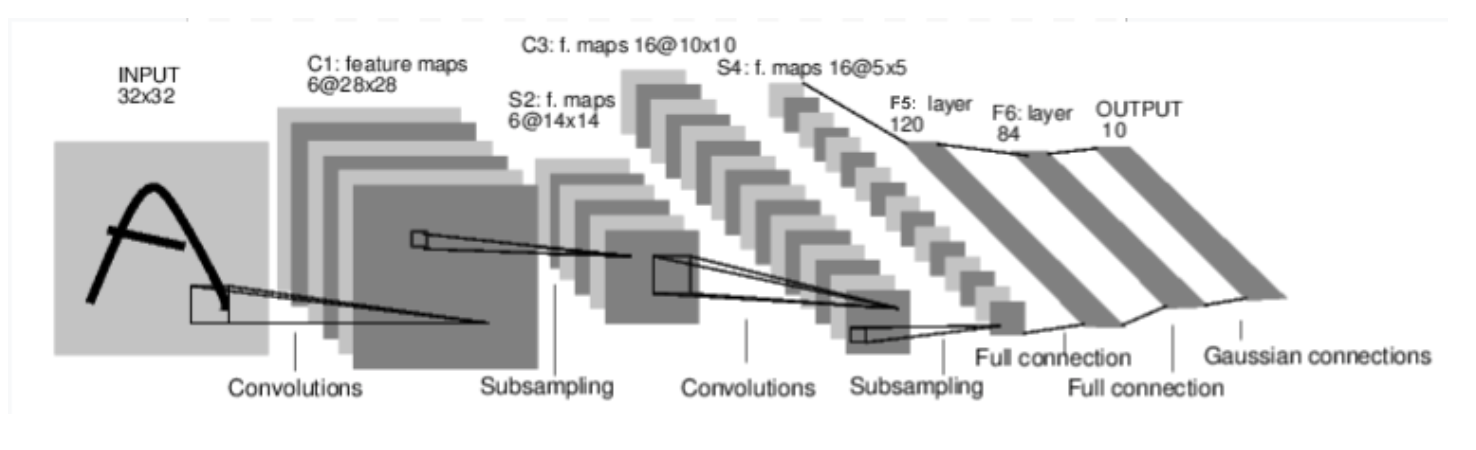 INPUT
32x32
C1: feature maps
6@28x28
S2: f. maps
6@14x14
C3: f. maps 16@10x10
S4: f. maps 16@5x5
F5: layer
120
F6: layer
84
OUTPUT
10
Convolutions
Subsampling
Convolutions
Subsampling
Full connection
Full connection
Gaussian connections